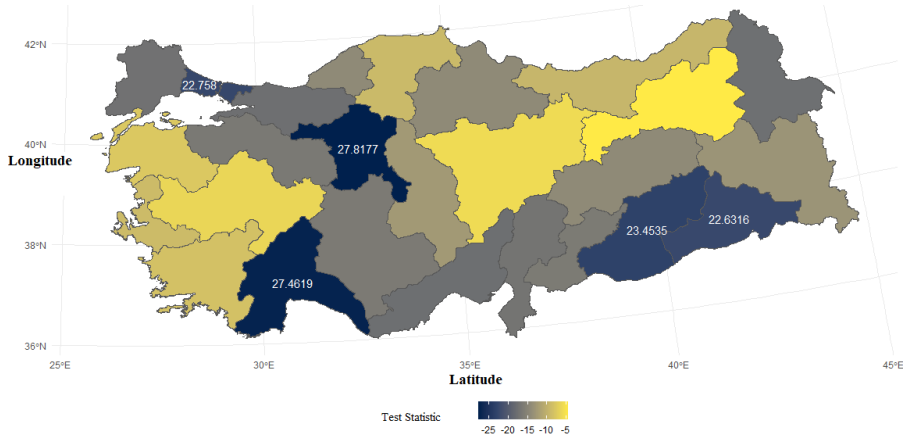 42°N
22.758
40°N
27.8177
Longitude
22.6316
23.4535
38°N
27.4619
36°N
25°E
30°E
35°E
40°E
45°E
Latitude
Test Statistic
-25 -20 -15 -10 -5